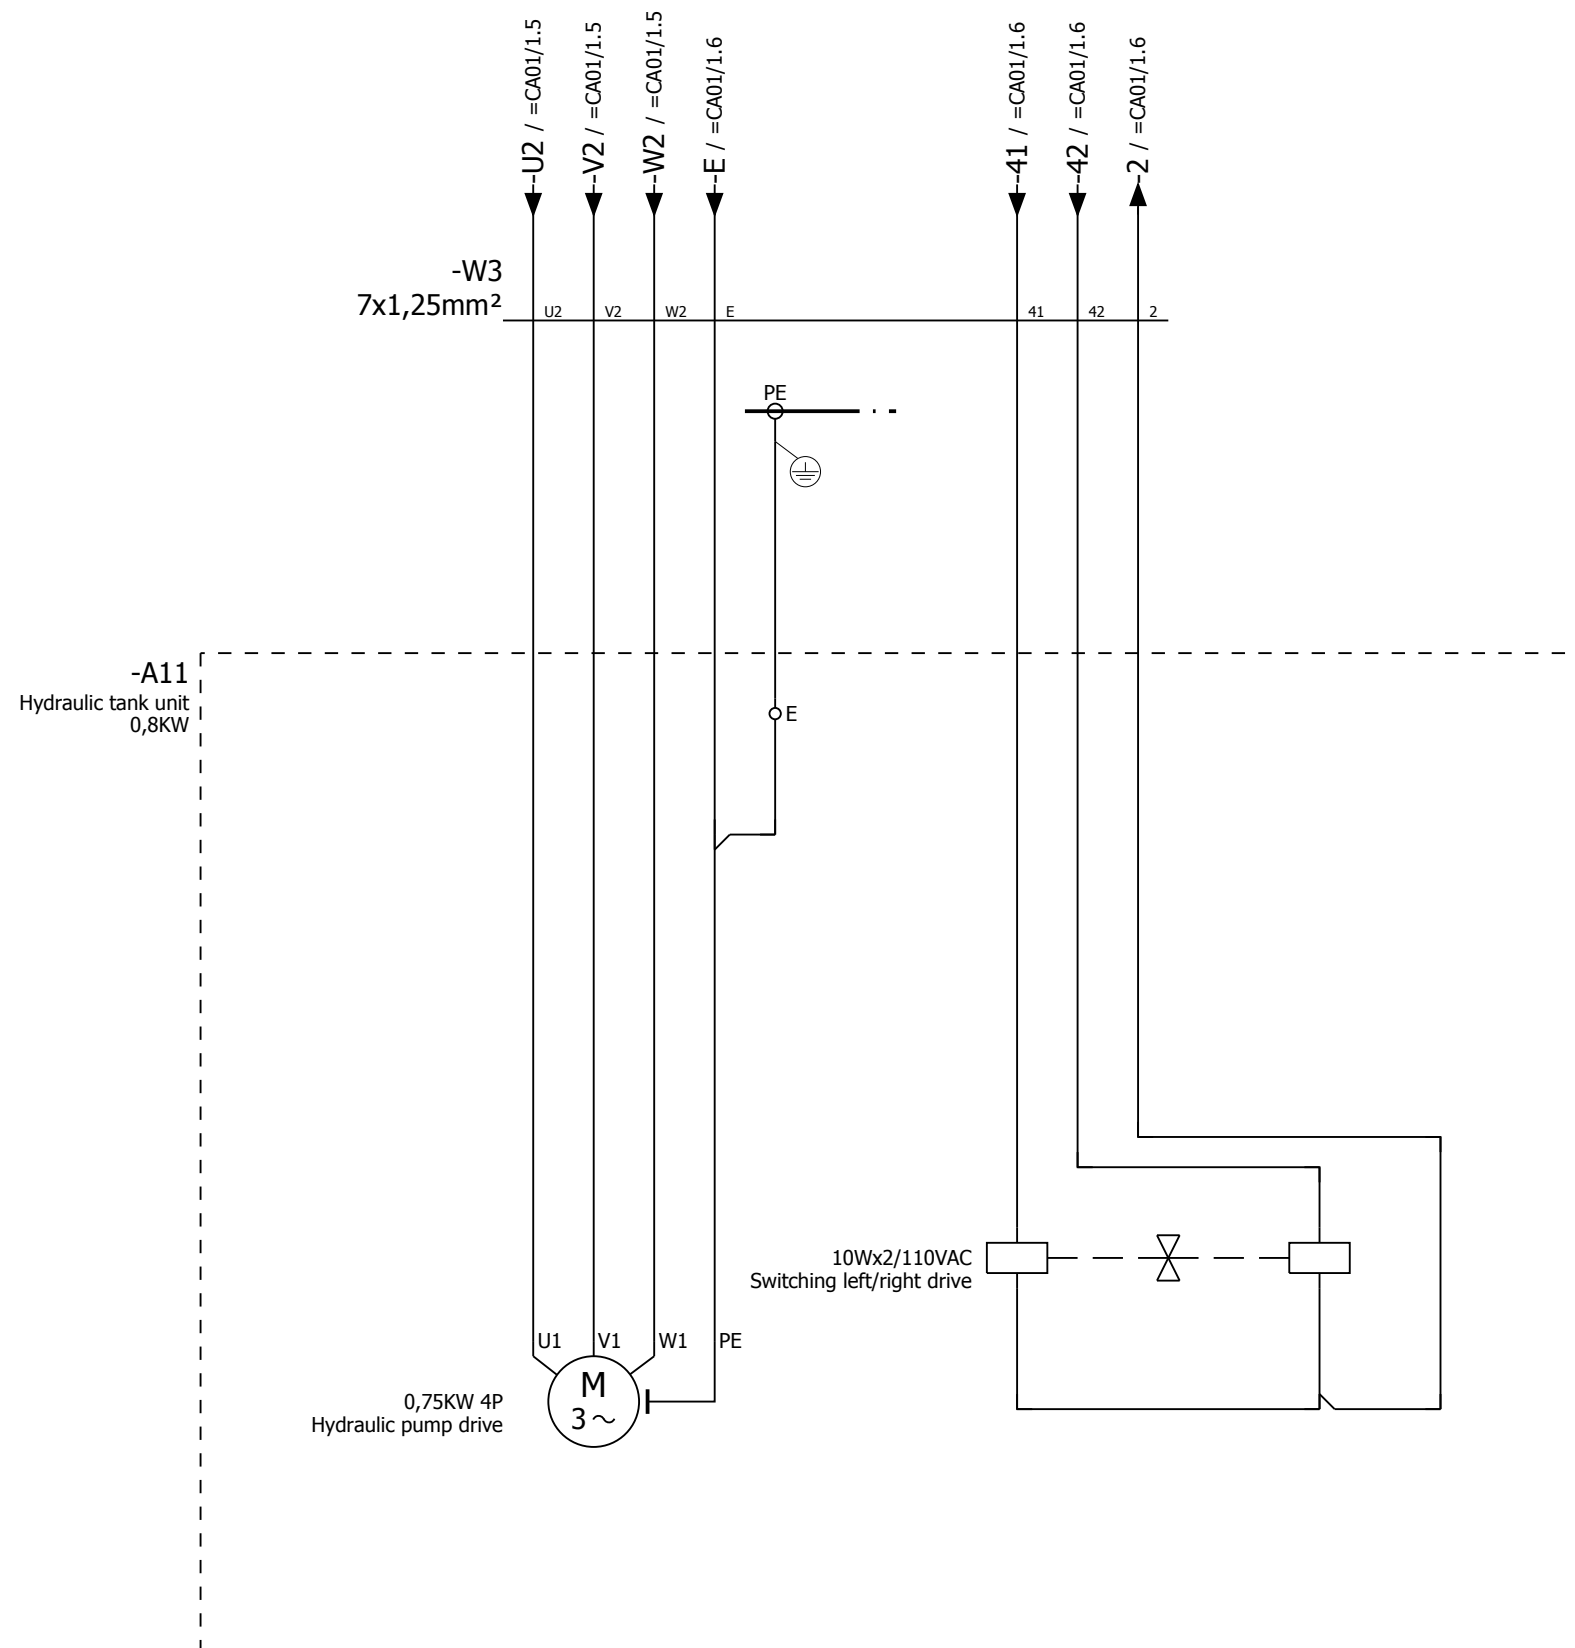 -U2 / =CA01/1.5
-V2 / =CA01/1.5
-W2 / =CA01/1.5
-E / =CA01/1.6
-41 / =CA01/1.6
-42 / =CA01/1.6
-2 / =CA01/1.6
-W3
7x1,25mm²
U2
V2
W2
E
41
42
2
PE
-A11
Hydraulic tank unit
0,8KW
E
10Wx2/110VAC
Switching left/right drive
U1
V1
W1
PE
M
3~
0,75KW 4P
Hydraulic pump drive